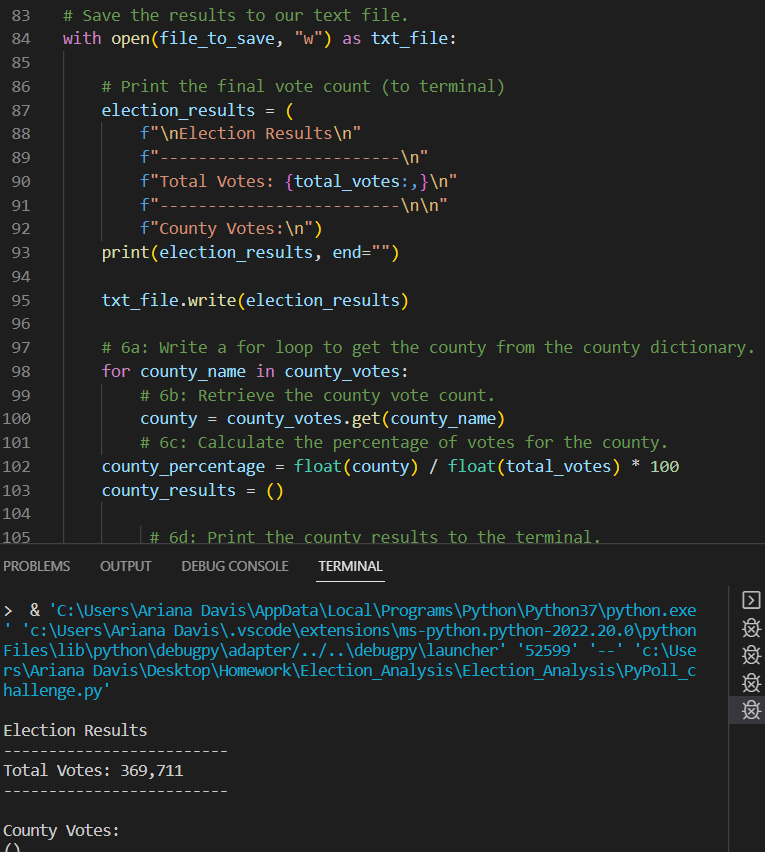 83 # Save the results to our text file.
84 with open(file_to_save, "w") as txt_file:
85
86 # Print the final vote count (to terminal)
87 election_results = (
88 f"\nElection Results\n"
89 f"-------------------------\n"
90 f"Total Votes: {total_votes:,}\n"
91 f"-------------------------\n\n"
92 f"County Votes:\n")
93 print(election_results, end="")
94
95 txt_file.write(election_results)
96
97 # 6a: Write a for loop to get the county from the county dictionary.
98 for county_name in county_votes:
99 # 6b: Retrieve the county vote count.
100 county = county_votes.get(county_name)
101 # 6c: Calculate the percentage of votes for the county.
102 county_percentage = float(county) / float(total_votes) * 100
103 county_results = ()
104
105 # 6d: Print the county results to the terminal.
PROBLEMS OUTPUT DEBUG CONSOLE TERMINAL
> & 'C:\Users\Ariana Davis\AppData\Local\Programs\Python\Python37\python.exe
' 'c:\Users\Ariana Davis\.vscode\extensions\ms-python.python-2022.20.0\python
Files\lib\python\debugpy\adapter/../..\debugpy\launcher' '52599' '--' 'c:\Use
rs\Ariana Davis\Desktop\Homework\Election_Analysis\Election_Analysis\PyPoll_c
hallenge.py'
Election Results
-------------------------
Total Votes: 369,711
-------------------------
County Votes:
()